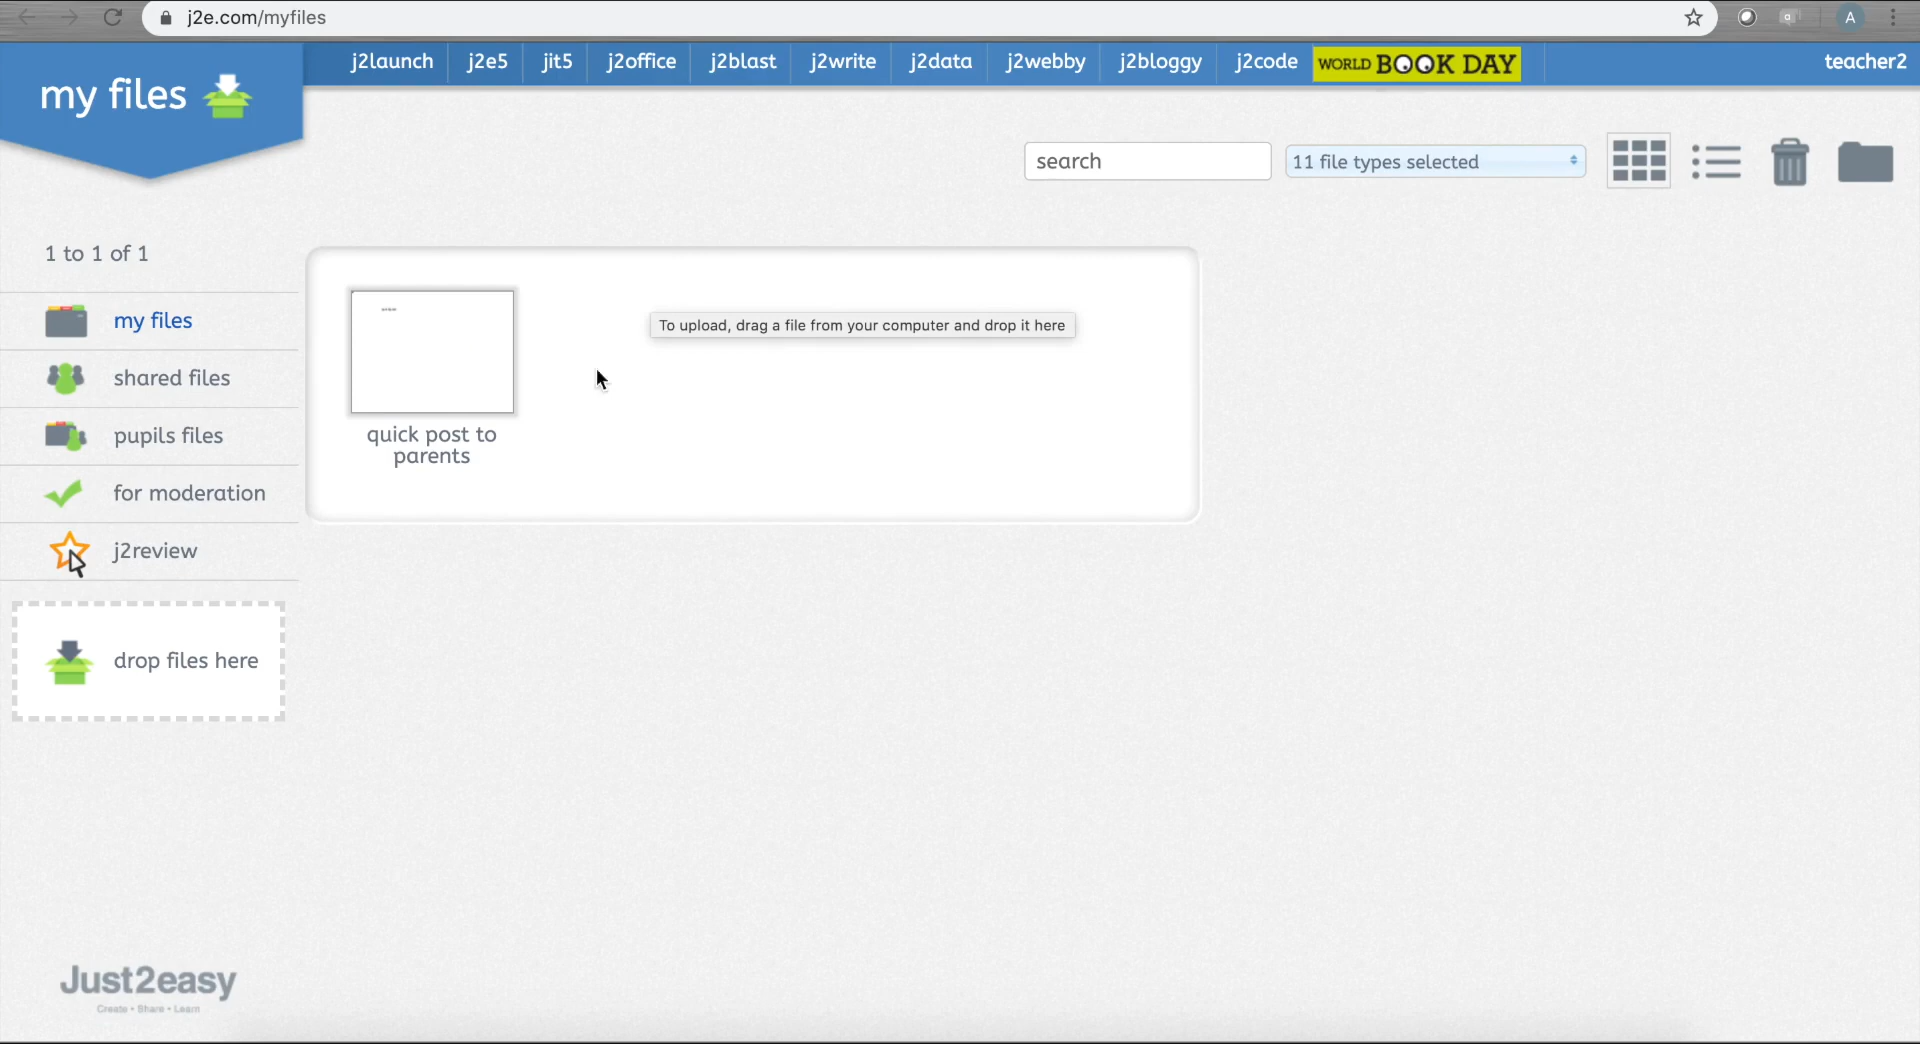 j2e.com/myfiles
A
my files
j2launch
j2e5
jit5
j2office
j2blast
j2write
j2data
j2webby
j2bloggy
j2code
WORLD BOOK DAY
teacher2
search
11 file types selected
1 to 1 of 1
my files
shared files
pupils files
for moderation
j2review
drop files here
To upload, drag a file from your computer and drop it here
quick post to
parents
Just2easy
Create • Share • Learn